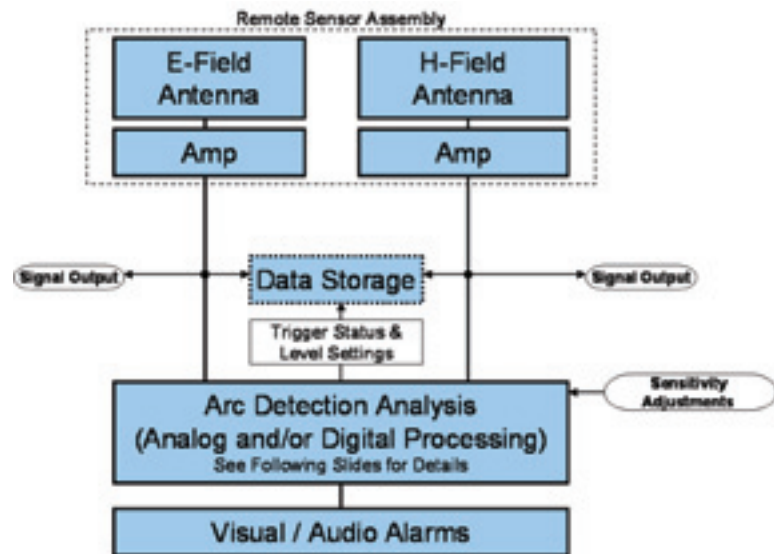 Remote Sensor Assembly
E-Field
Antenna
H-Field
Antenna
Amp
Amp
Signal Output
Data Storage
Signal Output
Trigger Status &
Level Settings
Arc Detection Analysis
(Analog and/or Digital Processing)
See Following Slides for Details
Sensitivity
Adjustments
Visual / Audio Alarms